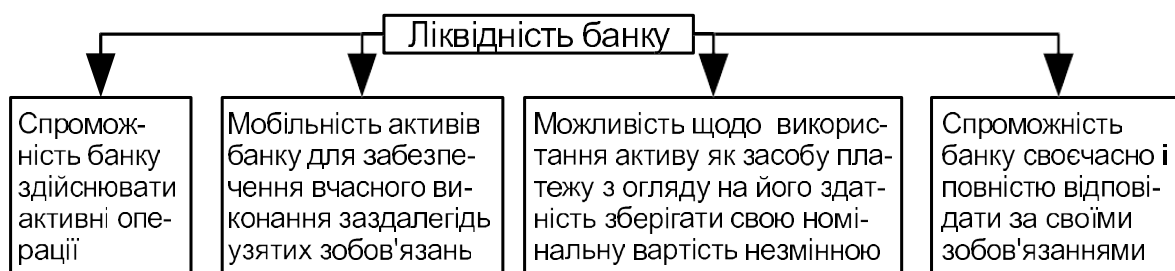 Ліквідність банку
Спромож-
ність банку
здійснювати
активні опе-
рації
Мобільність активів
банку для забезпе-
чення вчасного ви-
конання заздалегідь
узятих зобов'язань
Можливість щодо використання
тання активу як засобу пла-
тежу з огляду на його здат-
ність зберігати свою номі-
нальну вартість незмінною
Спроможність
банку своєчасно і
повністю відпові-
дати за своїми
зобов'язаннями